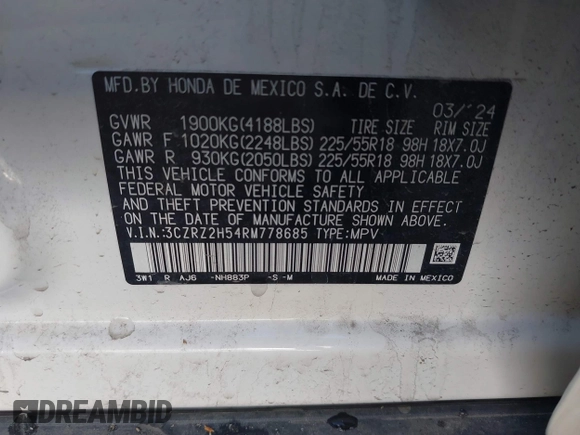 MFD.BY HONDA DE MEXICO S.A. DE C.V.
03/'24
GVWR 1900KG(4188LBS) TIRE SIZE RIM SIZE
GAWR F 1020KG(2248LBS) 225/55R18 98H 18X7.0J
GAWR R 930KG(2050LBS) 225/55R18 98H 18X7.0J
THIS VEHICLE CONFORMS TO ALL APPLICABLE
FEDERAL MOTOR VEHICLE SAFETY, BUMPER,
AND THEFT PREVENTION STANDARDS IN EFFECT
ON THE DATE OF MANUFACTURE SHOWN ABOVE.
V.I.N.:3CZRZ2H54RM778685 TYPE:MPV
3W1 R AJ6 -NH883P -S-M MADE IN MEXICO
DREAMBID